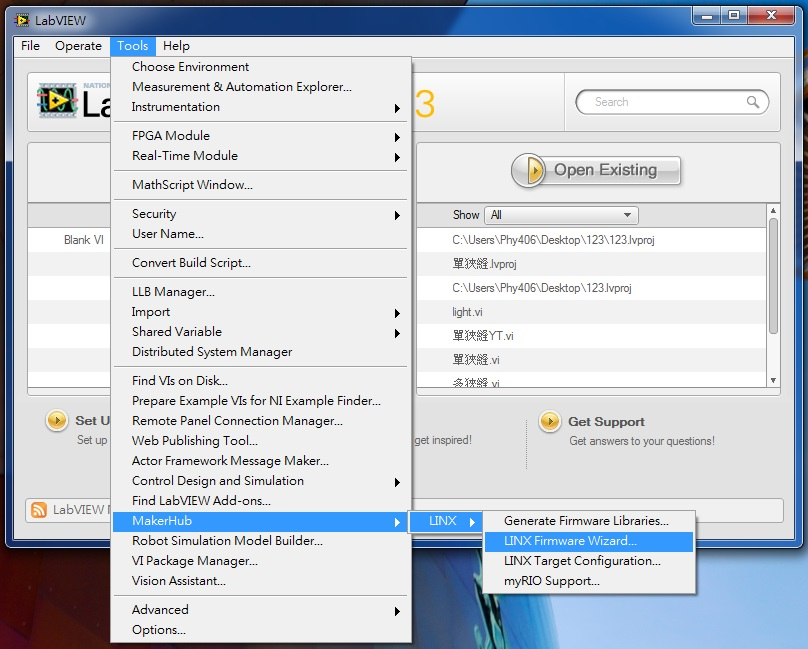 LabVIEW
File Operate Tools Help
NATION
La
3
Search
Open Existing
Show All
Blank VI
C:\Users\Phy406\Desktop\123\123.lvproj
單狹縫.lvproj
C:\Users\Phy406\Desktop\123.lvproj
light.vi
單狹縫YT.vi
單狹縫.vi
多狹縫.vi
Set U
Set up
get inspired!
Get Support
Get answers to your questions!
LabVIEW N
Choose Environment
Measurement & Automation Explorer...
Instrumentation
FPGA Module
Real-Time Module
MathScript Window...
Security
User Name...
Convert Build Script...
LLB Manager...
Import
Shared Variable
Distributed System Manager
Find VIs on Disk...
Prepare Example VIs for NI Example Finder...
Remote Panel Connection Manager...
Web Publishing Tool...
Actor Framework Message Maker...
Control Design and Simulation
Find LabVIEW Add-ons...
MakerHub
Robot Simulation Model Builder...
VI Package Manager...
Vision Assistant...
Advanced
Options...
LINX
Generate Firmware Libraries...
LINX Firmware Wizard...
LINX Target Configuration...
myRIO Support...